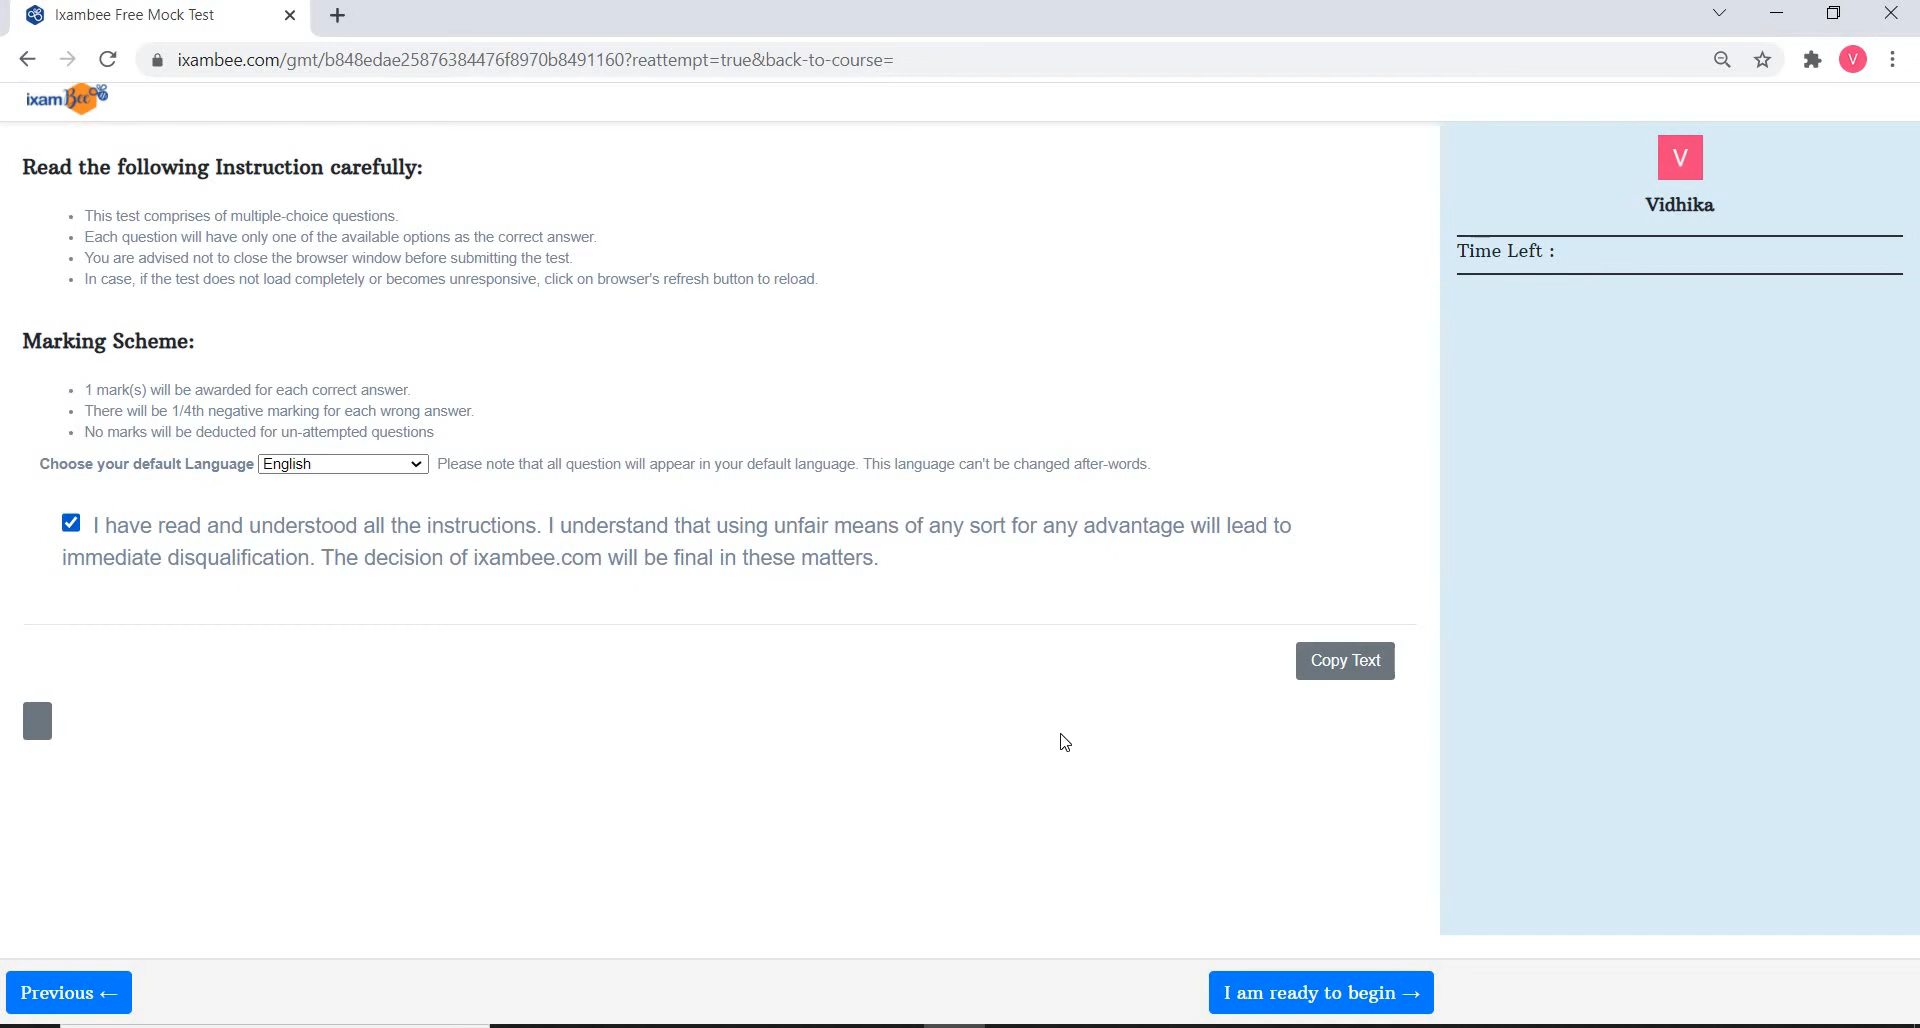 Ixambee Free Mock Test
ixambee.com/gmt/b848edae25876384476f8970b8491160?reattempt=true&back-to-course=
V
ixamBee
V
Vidhika
Time Left :
Read the following Instruction carefully:
This test comprises of multiple-choice questions.
Each question will have only one of the available options as the correct answer.
You are advised not to close the browser window before submitting the test.
In case, if the test does not load completely or becomes unresponsive, click on browser's refresh button to reload.
Marking Scheme:
1 mark(s) will be awarded for each correct answer.
There will be 1/4th negative marking for each wrong answer.
No marks will be deducted for un-attempted questions
Choose your default Language English Please note that all question will appear in your default language. This language can't be changed after-words.
I have read and understood all the instructions. I understand that using unfair means of any sort for any advantage will lead to
immediate disqualification. The decision of ixambee.com will be final in these matters.
Copy Text
Previous ←
I am ready to begin →